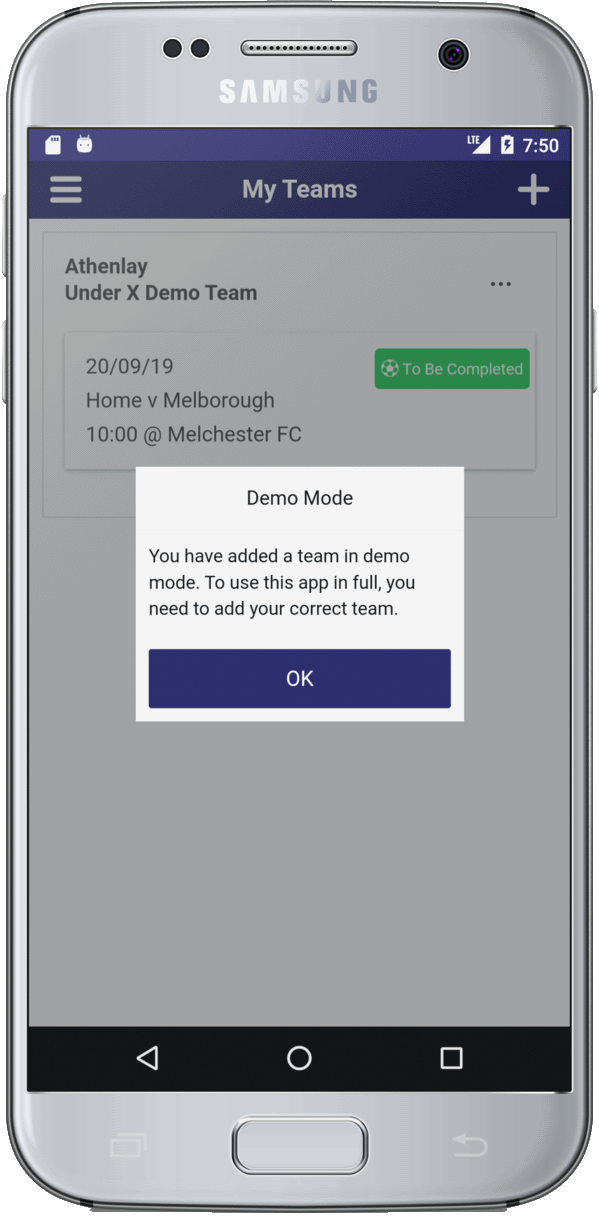 SAMSUNG
LTE 7:50
My Teams
Athenlay
Under X Demo Team
20/09/19
To Be Completed
Home v Melborough
10:00 @ Melchester FC
Demo Mode
You have added a team in demo
mode. To use this app in full, you
need to add your correct team.
OK